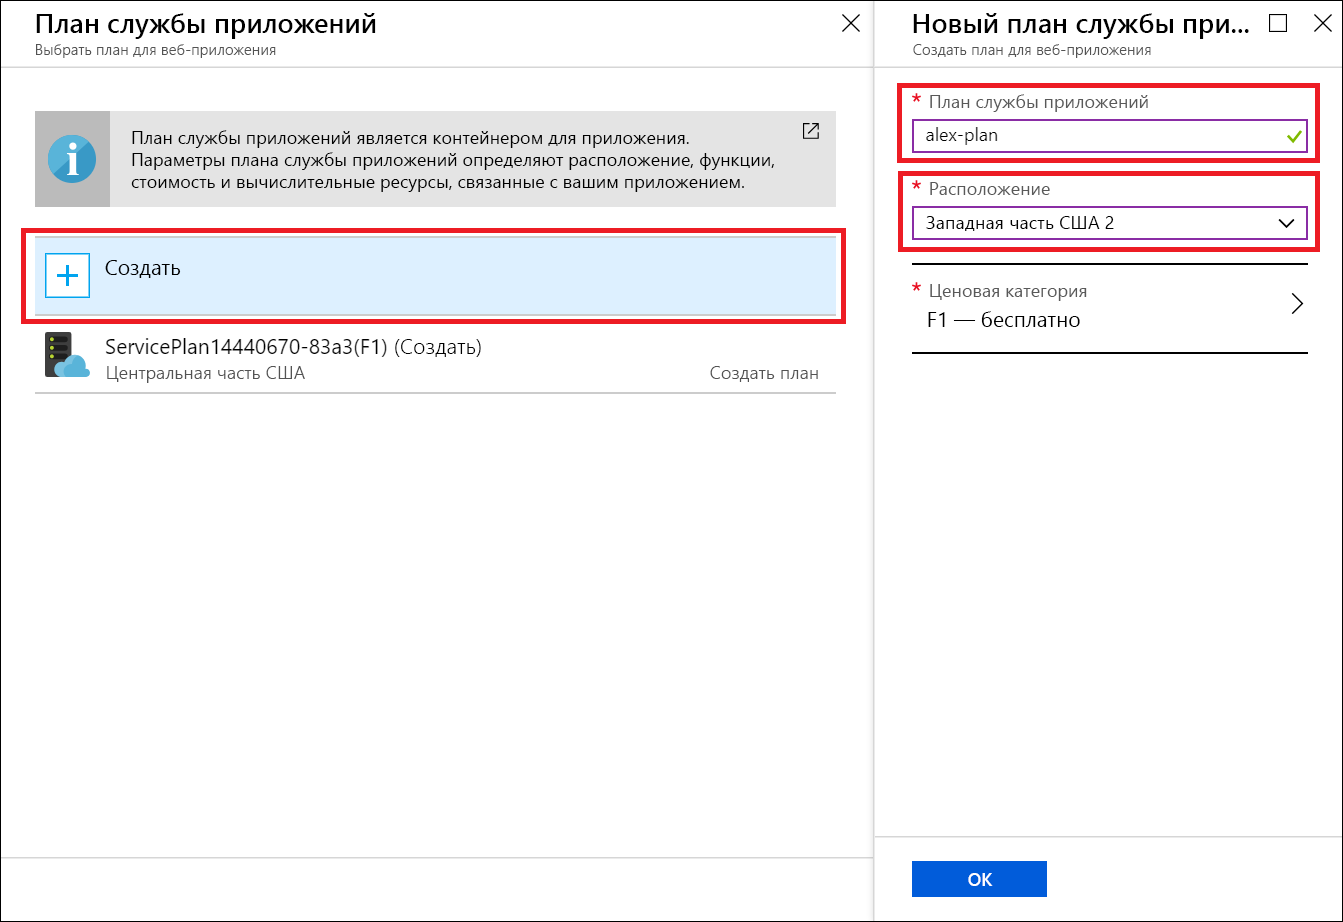 План службы приложений
Выбрать план для веб-приложения
План службы приложений является контейнером для приложения.
Параметры плана службы приложений определяют расположение, функции,
стоимость и вычислительные ресурсы, связанные с вашим приложением.
Создать
ServicePlan14440670-83a3(F1) (Создать)
Центральная часть США
Создать план
Новый план службы при...
Создать план для веб-приложения
* План службы приложений
alex-plan
* Расположение
Западная часть США 2
* Ценовая категория
F1 — бесплатно
ОК